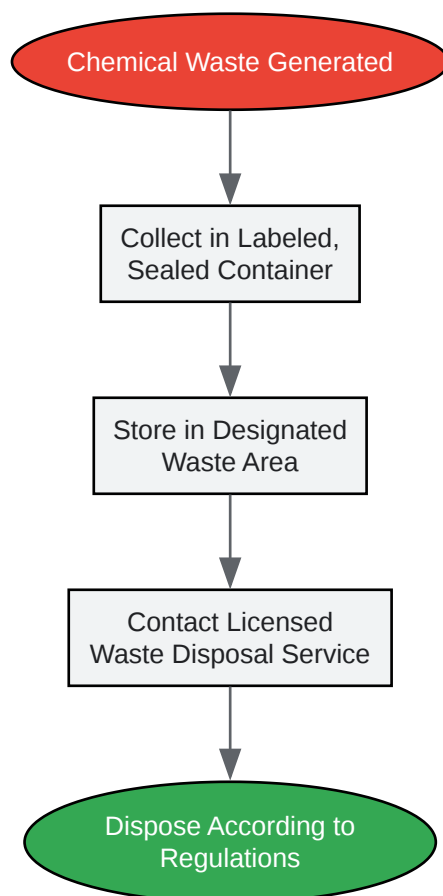 Chemical Waste Generated
Collect in Labeled,
Sealed Container
Store in Designated
Waste Area
Contact Licensed
Waste Disposal Service
Dispose According to
Regulations